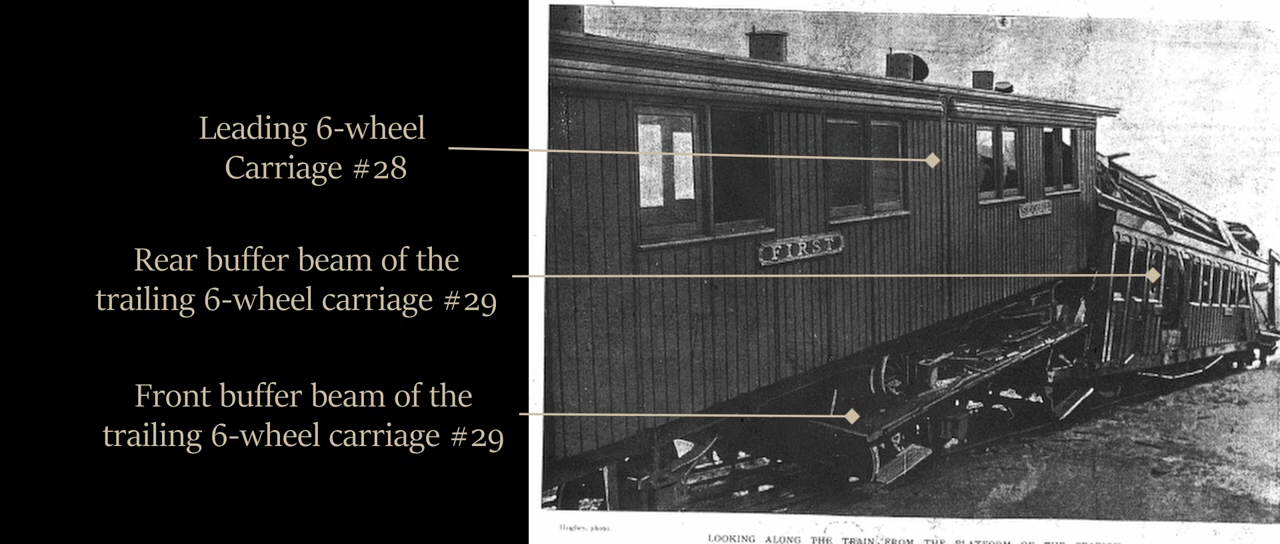 Leading 6-wheel
Carriage #28
Rear buffer beam of the
trailing 6-wheel carriage #29
Front buffer beam of the
trailing 6-wheel carriage #29
FIRST
SECOND
Hughes, photo.
LOOKING ALONG THE TRAIN FROM THE PLATFORM OF THE STATION